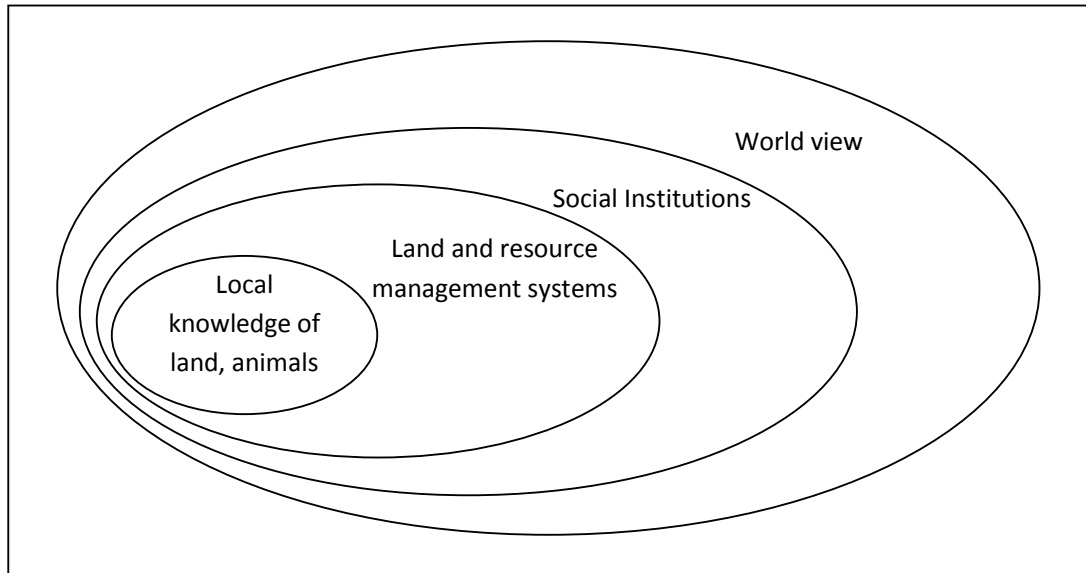 World view
Social Institutions
Land and resource
management systems
Local
knowledge of
land, animals